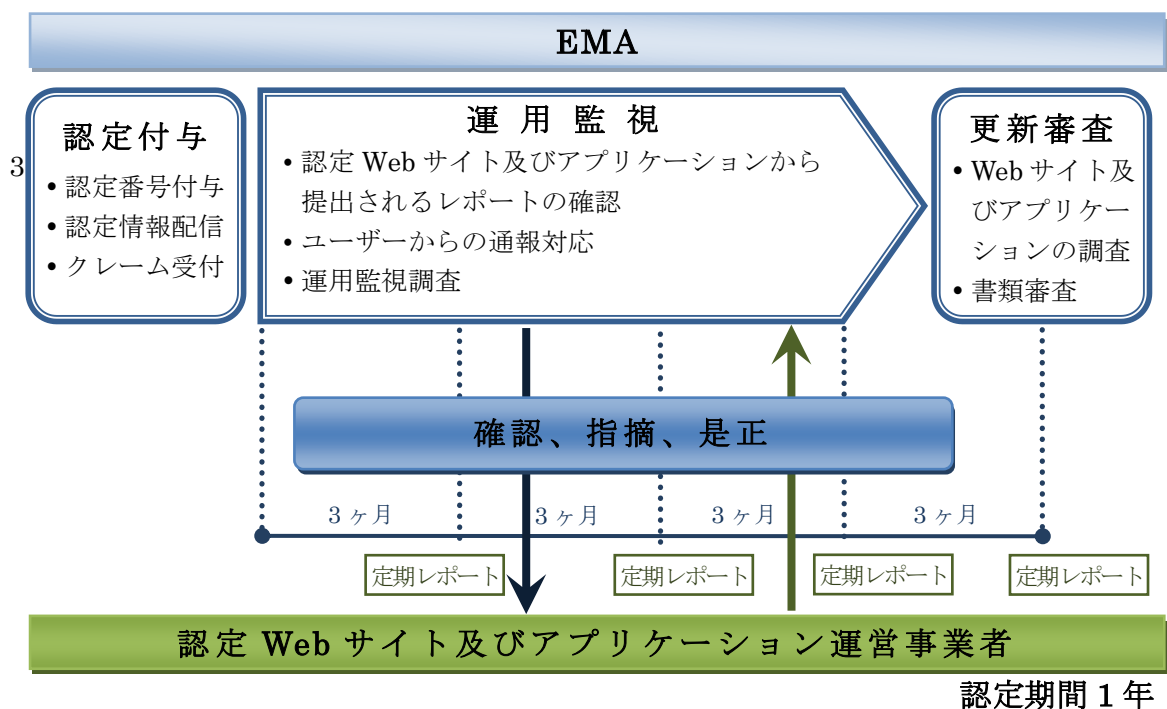 EMA
3
認定付与
• 認定番号付与
• 認定情報配信
• クレーム受付
運用監視
• 認定 Web サイト及びアプリケーションから
提出されるレポートの確認
• ユーザーからの通報対応
• 運用監視調査
更新審査
• Web サイト及
びアプリケー
ションの調査
• 書類審査
確認、指摘、是正
3 ヶ月
3 ヶ月
3 ヶ月
3 ヶ月
定期レポート
定期レポート
定期レポート
定期レポート
認定 Web サイト及びアプリケーション運営事業者
認定期間 1 年